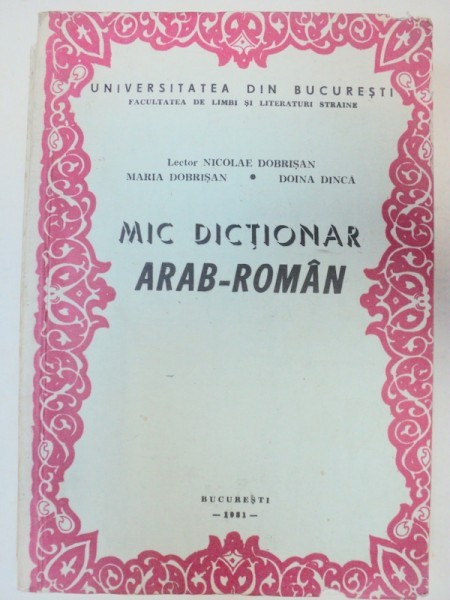 UNIVERSITATEA DIN BUCUREȘTI
FACULTATEA DE LIMBI ȘI LITERATURI STRĂINE
Lector NICOLAE DOBRIȘAN
MARIA DOBRIȘAN • DOINA DINCĂ
MIC DICȚIONAR
ARAB-ROMÂN
BUCUREȘTI
— 1981 —